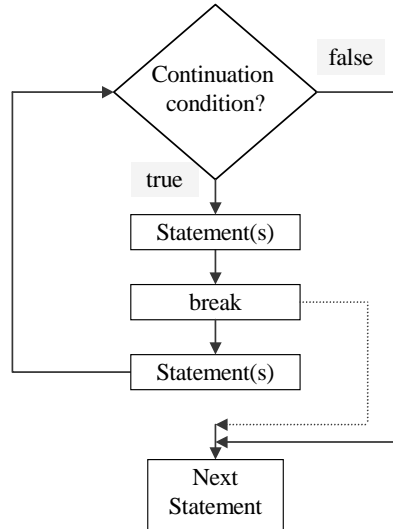 Continuation
condition?
false
true
Statement(s)
break
Statement(s)
Next
Statement